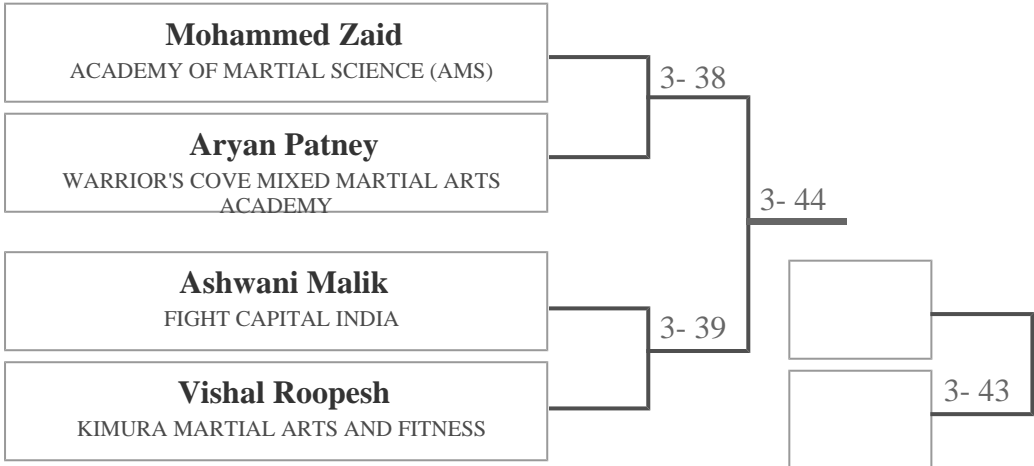 Mohammed Zaid
ACADEMY OF MARTIAL SCIENCE (AMS)
3- 38
Aryan Patney
WARRIOR'S COVE MIXED MARTIAL ARTS
ACADEMY
3- 44
Ashwani Malik
FIGHT CAPITAL INDIA
3- 39
Vishal Roopesh
KIMURA MARTIAL ARTS AND FITNESS
3- 43